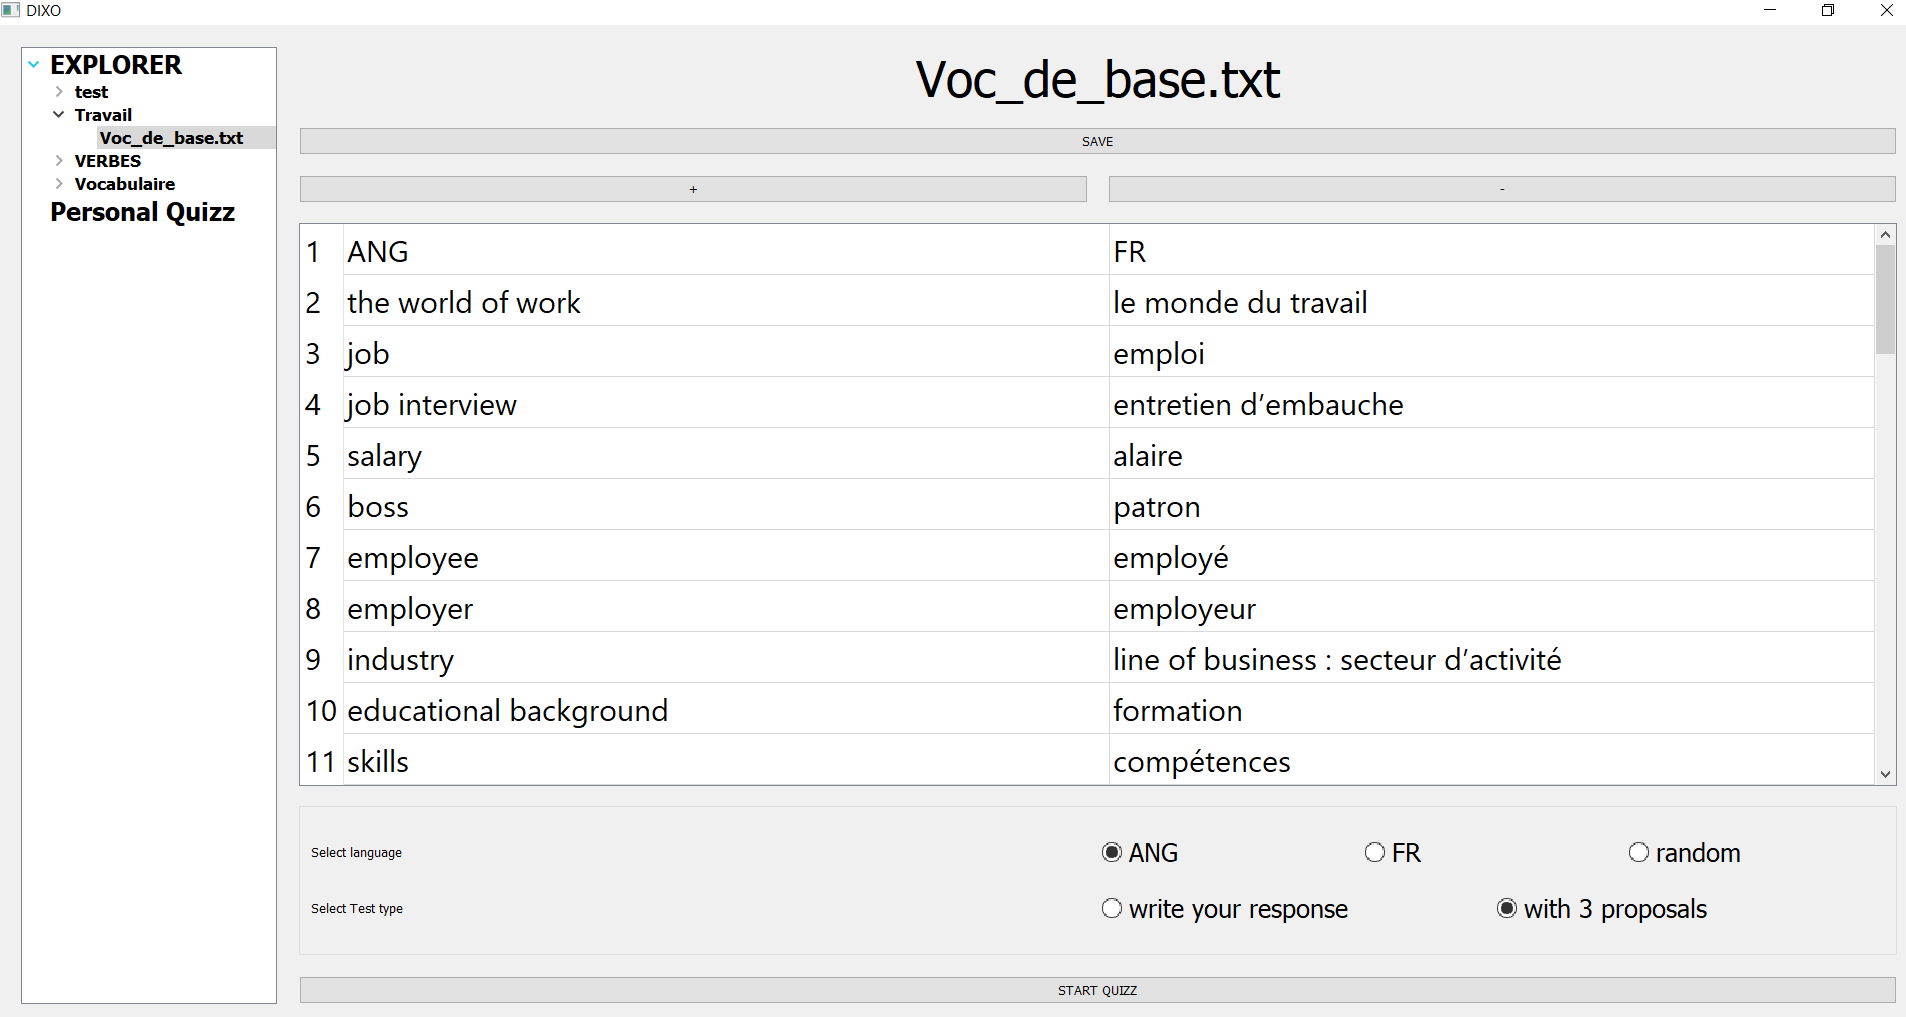 DIXO
EXPLORER
test
Travail
Voc_de_base.txt
VERBES
Vocabulaire
Personal Quizz
Voc_de_base.txt
SAVE
+ -
1 ANG FR
2 the world of work le monde du travail
3 job emploi
4 job interview entretien d’embauche
5 salary alaire
6 boss patron
7 employee employé
8 employer employeur
9 industry line of business : secteur d’activité
10 educational background formation
11 skills compétences
Select language ANG FR random
Select Test type write your response with 3 proposals
START QUIZZ